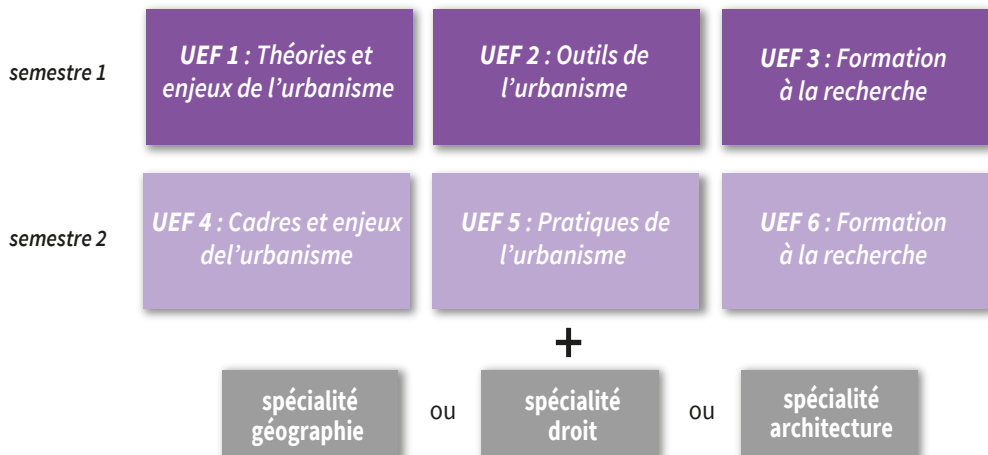 semestre 1
UEF 1 : Théories et
enjeux de l'urbanisme
UEF 2 : Outils de
l'urbanisme
UEF 3 : Formation
à la recherche
semestre 2
UEF 4 : Cadres et enjeux
del'urbanisme
UEF 5 : Pratiques de
l'urbanisme
UEF 6 : Formation
à la recherche
+
spécialité
géographie
ou
spécialité
droit
ou
spécialité
architecture